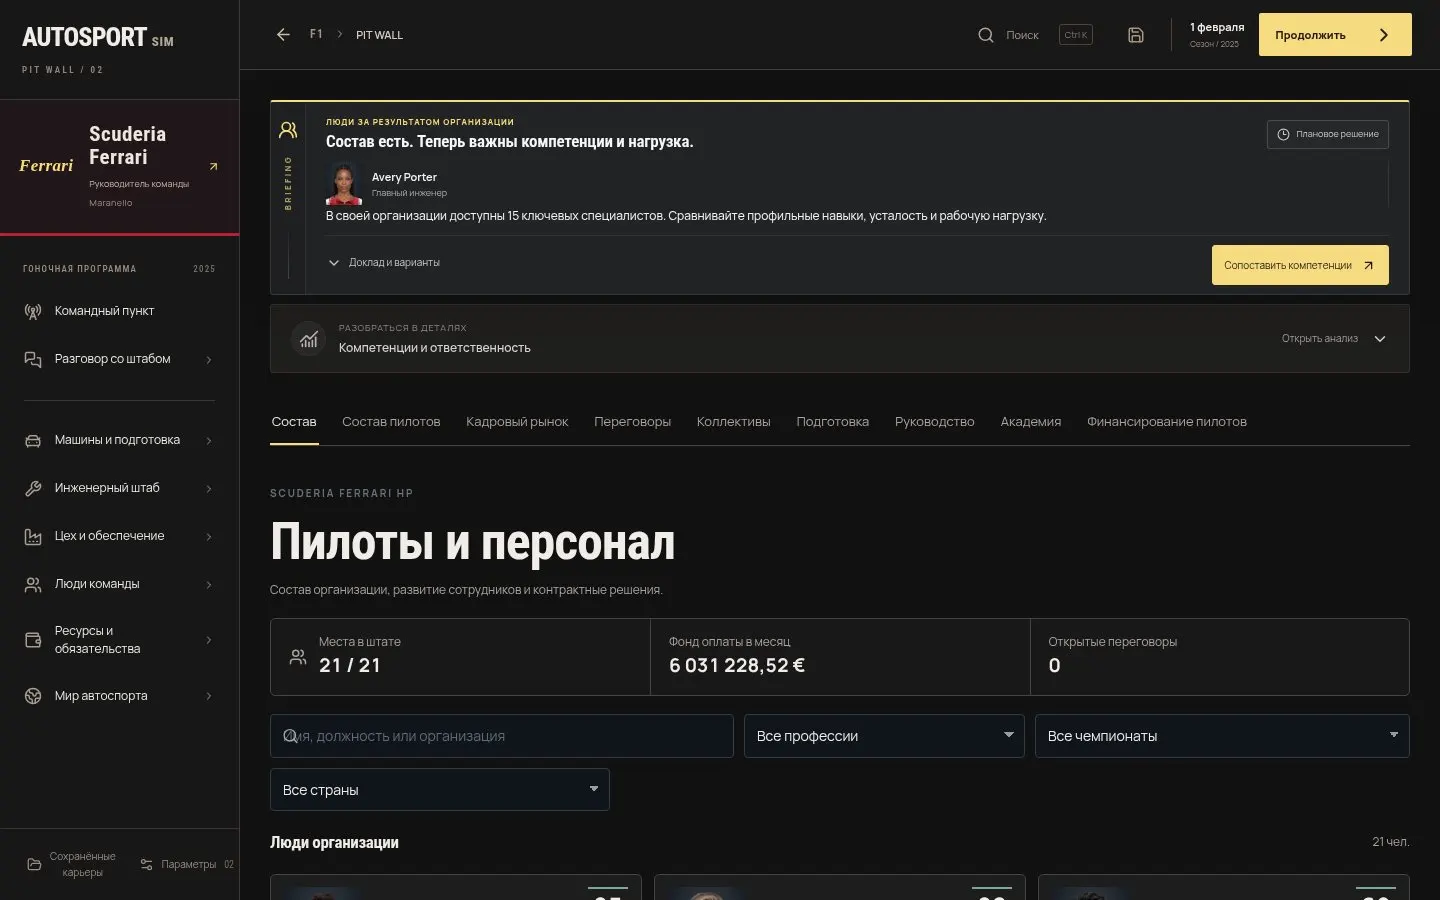 AUTOSPORT SIM
PIT WALL / 02
Ferrari
Scuderia
Ferrari
Руководитель команды
Maranello
ГОНОЧНАЯ ПРОГРАММА 2025
Командный пункт
Разговор со штабом
Машины и подготовка
Инженерный штаб
Цех и обеспечение
Люди команды
Ресурсы и
обязательства
Мир автоспорта
Сохранённые
карьеры
Параметры 02
F1 PIT WALL
Поиск Ctrl K
1 февраля
Сезон / 2025
Продолжить
BRIEFING
ЛЮДИ ЗА РЕЗУЛЬТАТОМ ОРГАНИЗАЦИИ
Состав есть. Теперь важны компетенции и нагрузка.
Плановое решение
Avery Porter
Главный инженер
В своей организации доступны 15 ключевых специалистов. Сравнивайте профильные навыки, усталость и рабочую нагрузку.
Доклад и варианты
Сопоставить компетенции
РАЗОБРАТЬСЯ В ДЕТАЛЯХ
Компетенции и ответственность
Открыть анализ
Состав Состав пилотов Кадровый рынок Переговоры Коллективы Подготовка Руководство Академия Финансирование пилотов
SCUDERIA FERRARI HP
Пилоты и персонал
Состав организации, развитие сотрудников и контрактные решения.
Места в штате
21 / 21
Фонд оплаты в месяц
6 031 228,52 €
Открытые переговоры
0
Имя, должность или организация
Все профессии
Все чемпионаты
Все страны
Люди организации
21 чел.